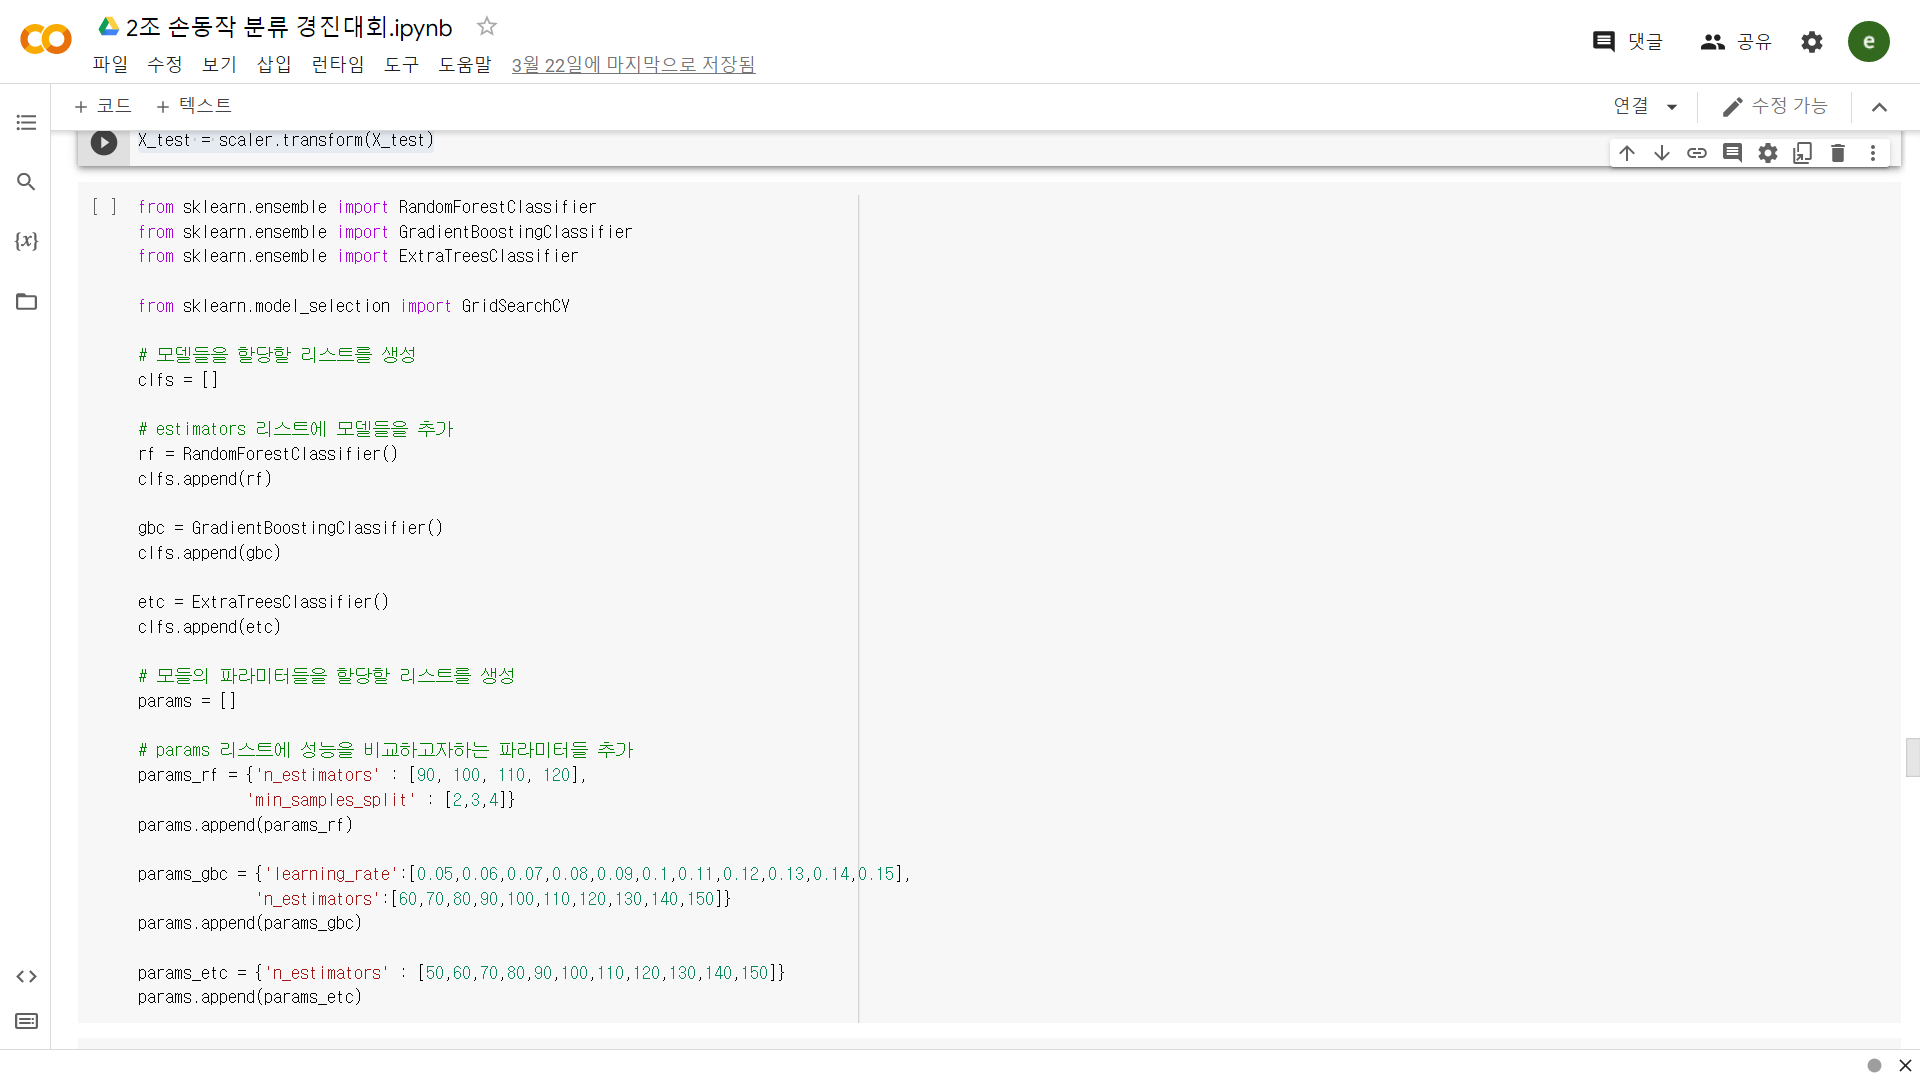 2조 손동작 분류 경진대회.ipynb
댓글 공유 e
파일 수정 보기 삽입 런타임 도구 도움말 3월 22일에 마지막으로 저장됨
+ 코드 + 텍스트 연결 수정 가능
X_test = scaler.transform(X_test)
[ ] from sklearn.ensemble import RandomForestClassifier
from sklearn.ensemble import GradientBoostingClassifier
from sklearn.ensemble import ExtraTreesClassifier
from sklearn.model_selection import GridSearchCV
# 모델들을 할당할 리스트를 생성
clfs = []
# estimators 리스트에 모델들을 추가
rf = RandomForestClassifier()
clfs.append(rf)
gbc = GradientBoostingClassifier()
clfs.append(gbc)
etc = ExtraTreesClassifier()
clfs.append(etc)
# 모들의 파라미터들을 할당할 리스트를 생성
params = []
# params 리스트에 성능을 비교하고자하는 파라미터들 추가
params_rf = {'n_estimators' : [90, 100, 110, 120],
'min_samples_split' : [2,3,4]}
params.append(params_rf)
params_gbc = {'learning_rate':[0.05,0.06,0.07,0.08,0.09,0.1,0.11,0.12,0.13,0.14,0.15],
'n_estimators':[60,70,80,90,100,110,120,130,140,150]}
params.append(params_gbc)
params_etc = {'n_estimators' : [50,60,70,80,90,100,110,120,130,140,150]}
params.append(params_etc)